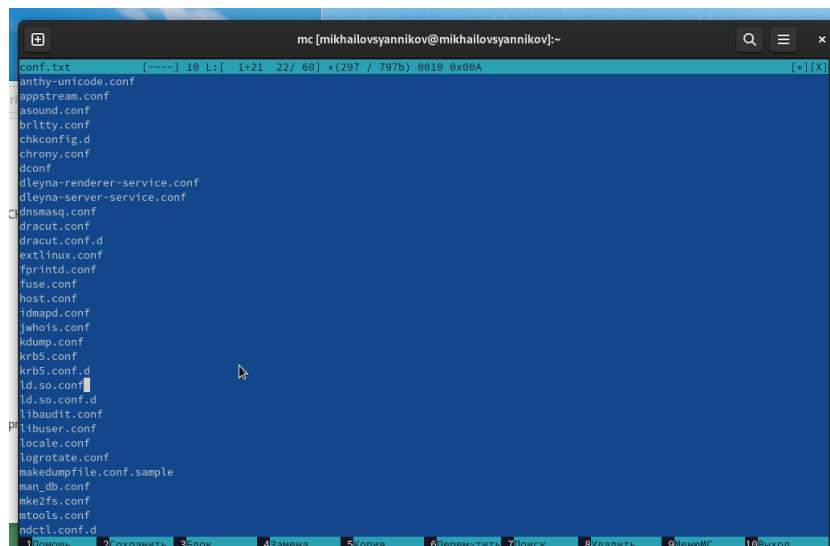 mc [mikhailovsyannikov@mikhailovsyannikov]:~
conf.txt [----] 10 L:[ 1+21 22/ 60] *(297 / 797b) 0010 0x00A [*][X]
anthy-unicode.conf
appstream.conf
asound.conf
brltty.conf
chkconfig.d
chrony.conf
dconf
dleyna-renderer-service.conf
dleyna-server-service.conf
dnsmasq.conf
dracut.conf
dracut.conf.d
extlinux.conf
fprintd.conf
fuse.conf
host.conf
idmapd.conf
jwhois.conf
kdump.conf
krb5.conf
krb5.conf.d
ld.so.conf
ld.so.conf.d
libaudit.conf
libuser.conf
locale.conf
logrotate.conf
makedumpfile.conf.sample
man_db.conf
mke2fs.conf
mtools.conf
ndctl.conf.d
1Помощь 2Сохранить 3Блок 4Замена 5Копия 6Перем~тить 7Поиск 8Удалить 9МенюMC 10Выход